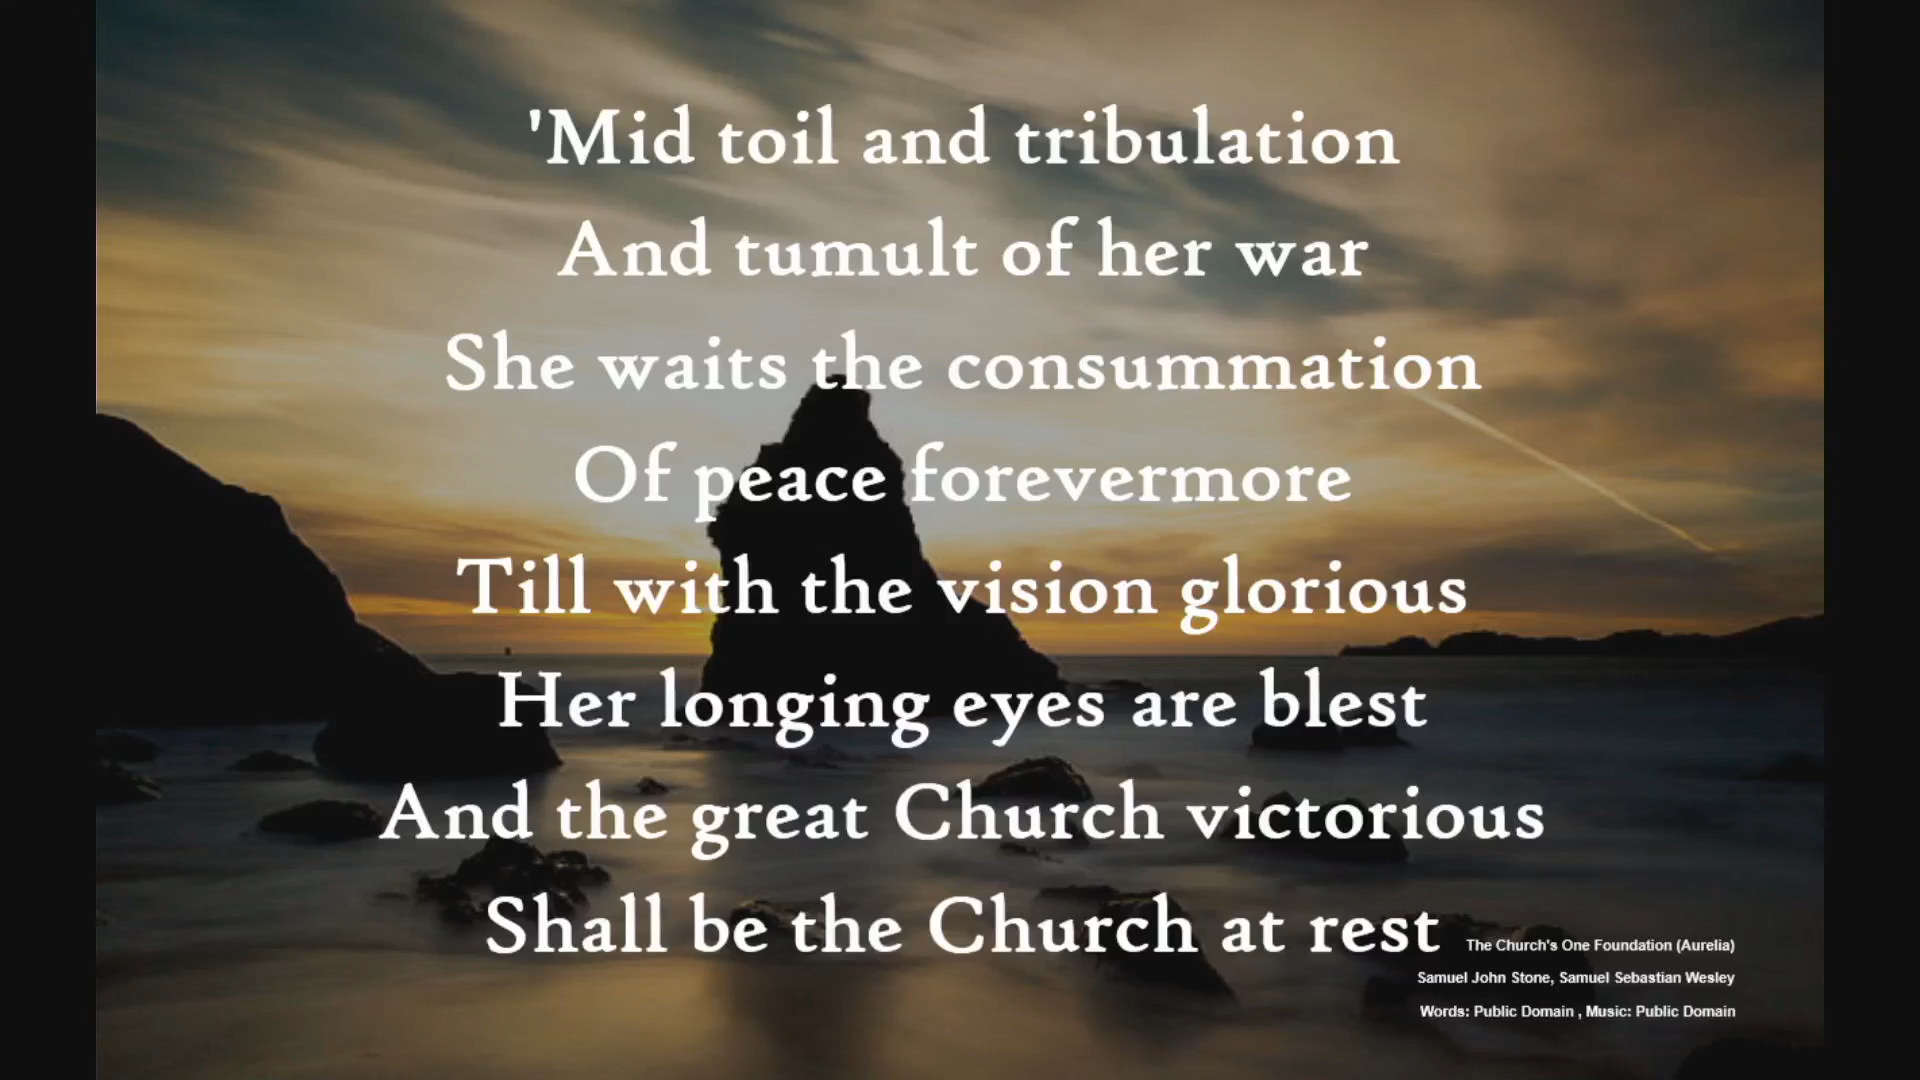 'Mid toil and tribulation
And tumult of her war
She waits the consummation
Of peace forevermore
Till with the vision glorious
Her longing eyes are blest
And the great Church victorious
Shall be the Church at rest
The Church's One Foundation (Aurelia)
Samuel John Stone, Samuel Sebastian Wesley
Words: Public Domain , Music: Public Domain